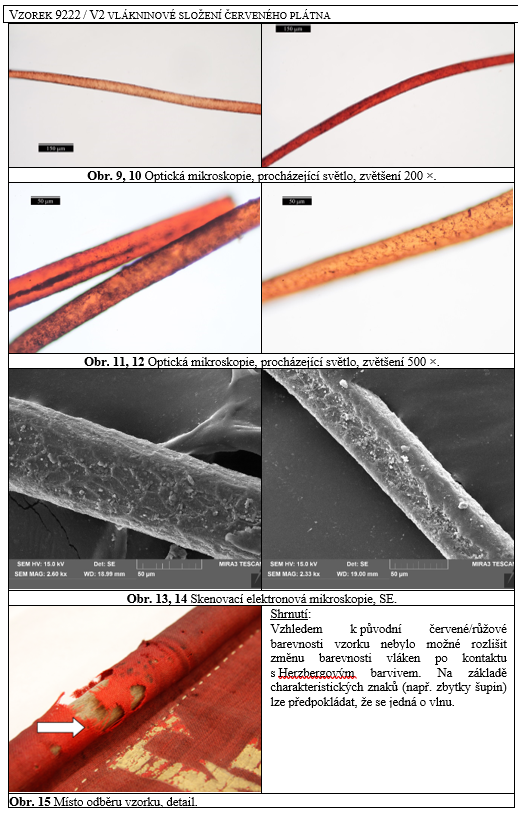 VZOREK 9222 / V2 VLÁKNINOVÉ SLOŽENÍ ČERVENÉHO PLÁTNA
150 µm
150 µm
Obr. 9, 10 Optická mikroskopie, procházející světlo, zvětšení 200 ×.
50 µm
50 µm
Obr. 11, 12 Optická mikroskopie, procházející světlo, zvětšení 500 ×.
SEM HV: 15.0 kV Det: SE MIRA3 TESCAN
SEM MAG: 2.60 kx WD: 18.99 mm 50 µm
SEM HV: 15.0 kV Det: SE MIRA3 TESCAN
SEM MAG: 2.33 kx WD: 19.00 mm 50 µm
Obr. 13, 14 Skenovací elektronová mikroskopie, SE.
Shrnutí:
Vzhledem k původní červené/růžové
barevnosti vzorku nebylo možné rozlišit
změnu barevnosti vláken po kontaktu
s Herzbergovým barvivem. Na základě
charakteristických znaků (např. zbytky šupin)
lze předpokládat, že se jedná o vlnu.
Obr. 15 Místo odběru vzorku, detail.